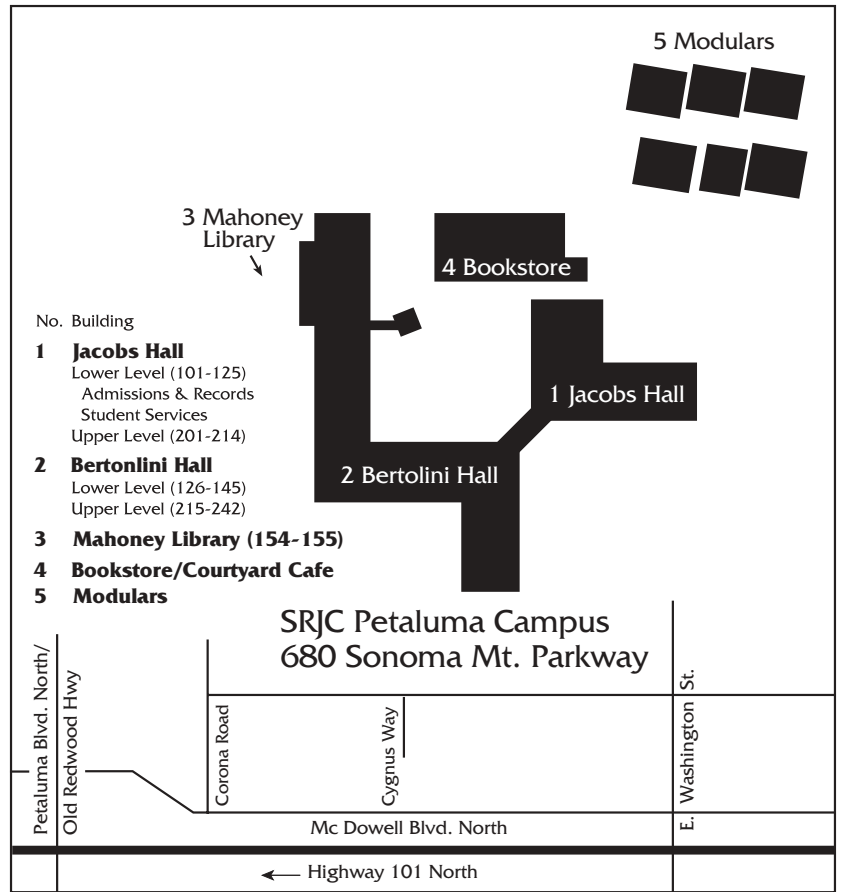 5 Modulars
3 Mahoney
Library
4 Bookstore
No. Building
1 Jacobs Hall
Lower Level (101-125)
Admissions & Records
Student Services
Upper Level (201-214)
1 Jacobs Hall
2 Bertonlini Hall
Lower Level (126-145)
Upper Level (215-242)
2 Bertolini Hall
3 Mahoney Library (154-155)
4 Bookstore/Courtyard Cafe
5 Modulars
SRJC Petaluma Campus
680 Sonoma Mt. Parkway
Petaluma Blvd. North/
Old Redwood Hwy
Corona Road
Cygnus Way
E. Washington St.
Mc Dowell Blvd. North
Highway 101 North